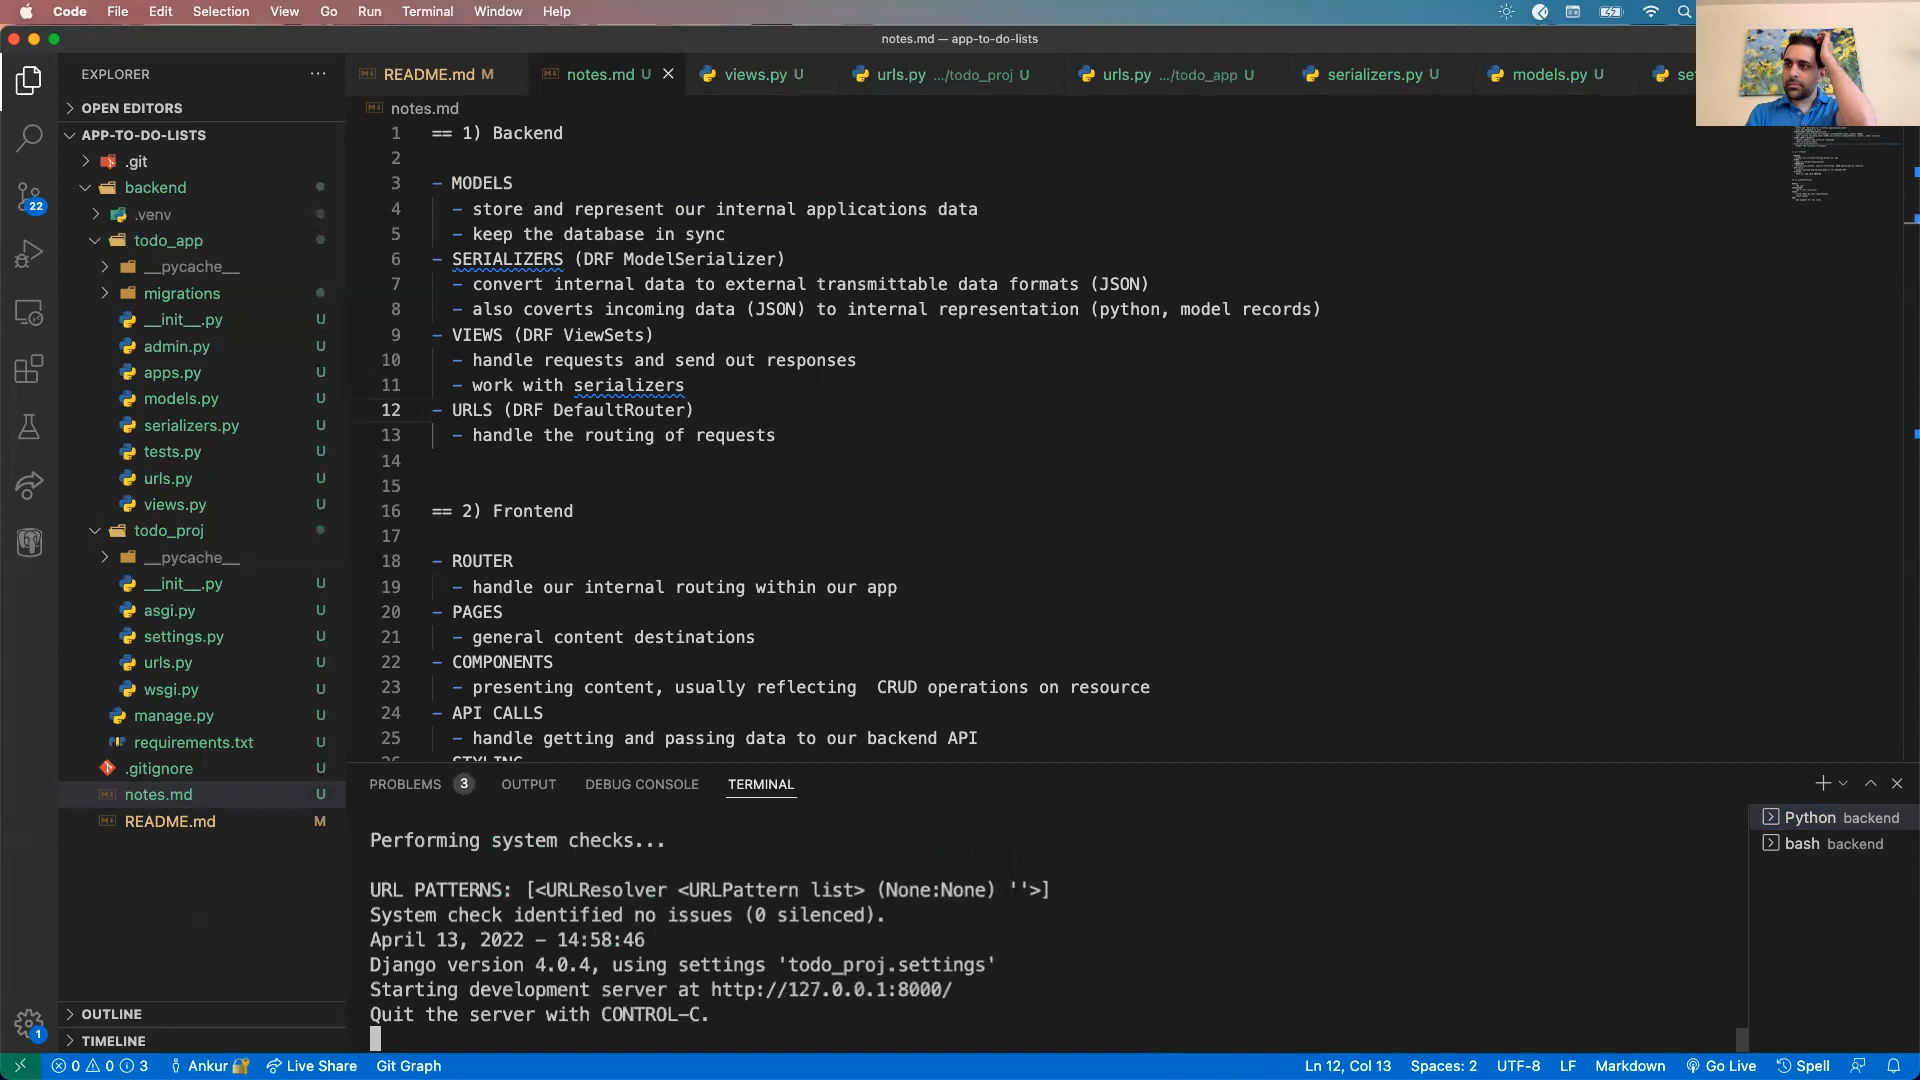 Code File Edit Selection View Go Run Terminal Window Help
notes.md — app-to-do-lists
EXPLORER
README.md M
notes.md U
views.py U
urls.py .../todo_proj U
urls.py .../todo_app U
serializers.py U
models.py U
OPEN EDITORS
APP-TO-DO-LISTS
.git
backend
.venv
todo_app
__pycache__
migrations
__init__.py U
admin.py U
apps.py U
models.py U
serializers.py U
tests.py U
urls.py U
views.py U
todo_proj
__pycache__
__init__.py U
asgi.py U
settings.py U
urls.py U
wsgi.py U
manage.py U
requirements.txt U
.gitignore U
notes.md U
README.md M
OUTLINE
TIMELINE
22
1
notes.md
1 == 1) Backend
2
3 - MODELS
4 - store and represent our internal applications data
5 - keep the database in sync
6 - SERIALIZERS (DRF ModelSerializer)
7 - convert internal data to external transmittable data formats (JSON)
8 - also coverts incoming data (JSON) to internal representation (python, model records)
9 - VIEWS (DRF ViewSets)
10 - handle requests and send out responses
11 - work with serializers
12 - URLS (DRF DefaultRouter)
13 - handle the routing of requests
14
15
16 == 2) Frontend
17
18 - ROUTER
19 - handle our internal routing within our app
20 - PAGES
21 - general content destinations
22 - COMPONENTS
23 - presenting content, usually reflecting  CRUD operations on resource
24 - API CALLS
25 - handle getting and passing data to our backend API
PROBLEMS 3 OUTPUT DEBUG CONSOLE TERMINAL
Performing system checks...
URL PATTERNS: [<URLResolver <URLPattern list> (None:None) ''>]
System check identified no issues (0 silenced).
April 13, 2022 - 14:58:46
Django version 4.0.4, using settings 'todo_proj.settings'
Starting development server at http://127.0.0.1:8000/
Quit the server with CONTROL-C.
Python backend
bash backend
0 0 3 Ankur Live Share Git Graph Ln 12, Col 13 Spaces: 2 UTF-8 LF Markdown Go Live Spell